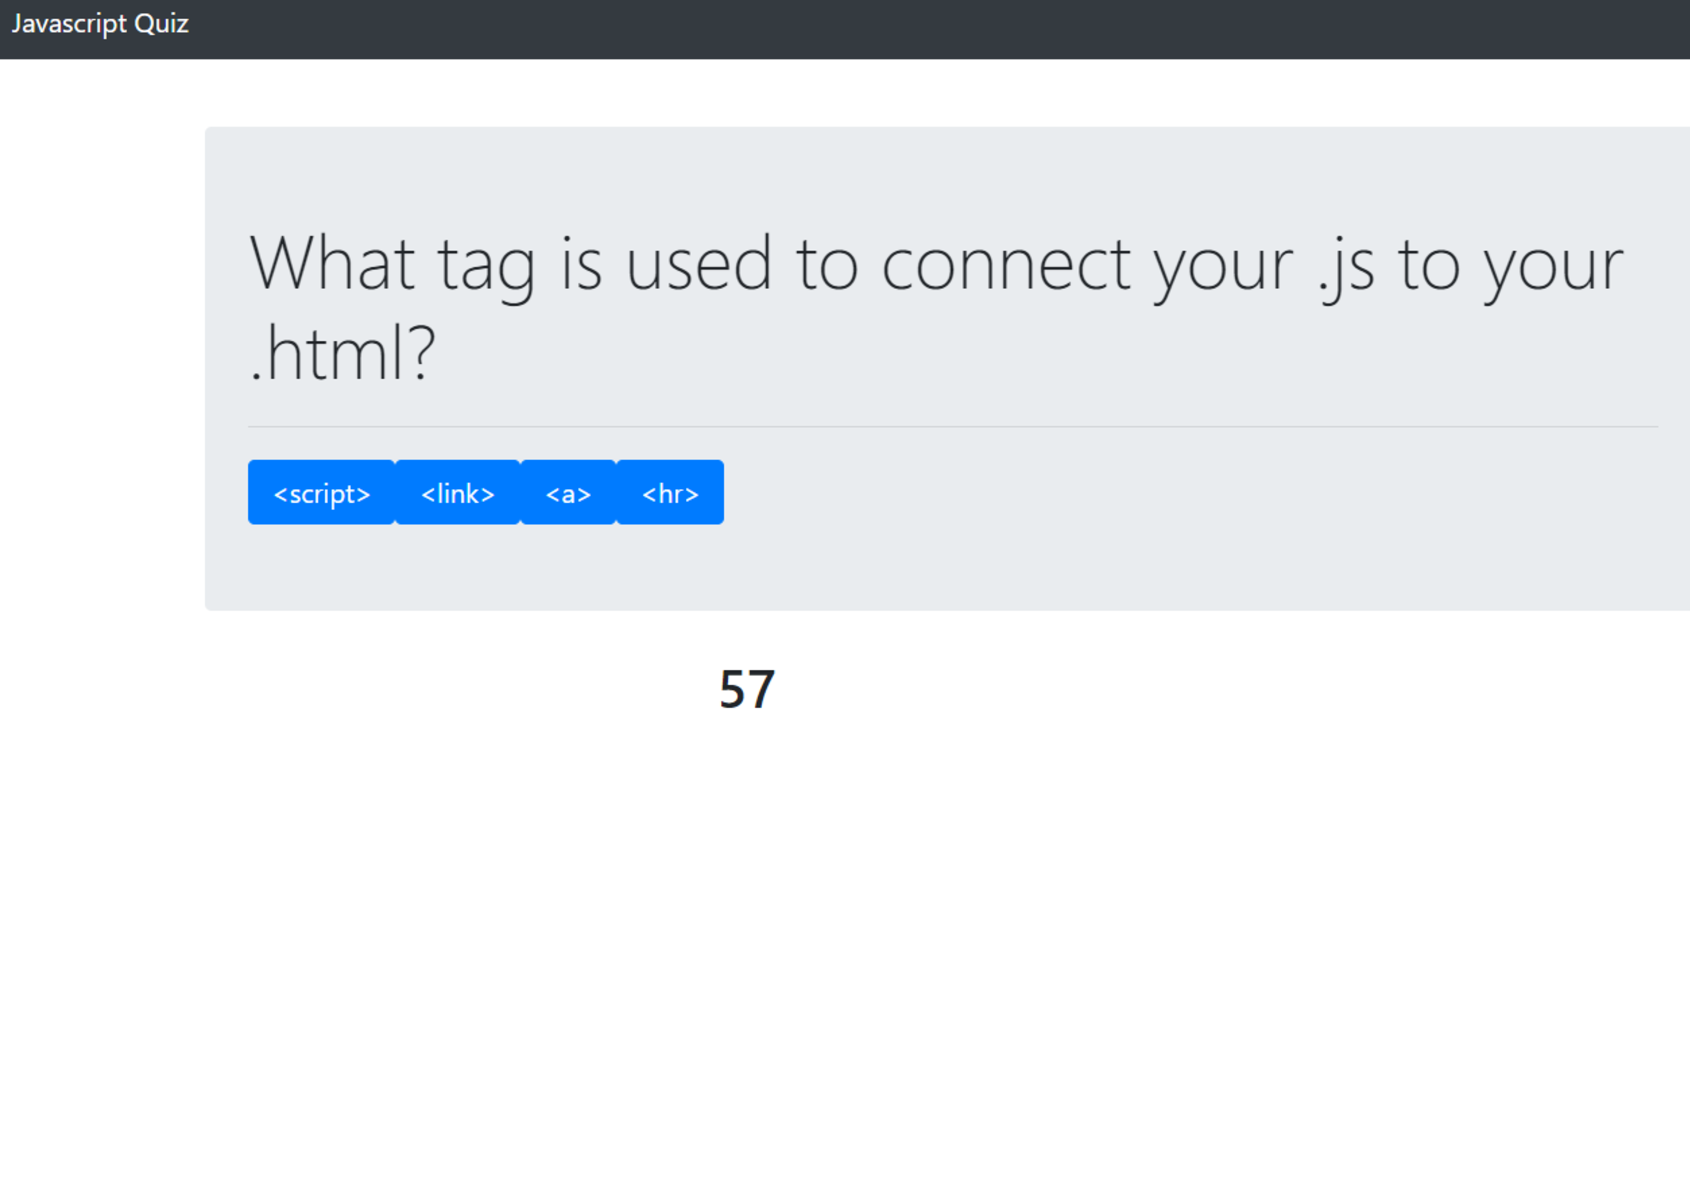 Javascript Quiz
What tag is used to connect your .js to your
.html?
<script> <link> <a> <hr>
57